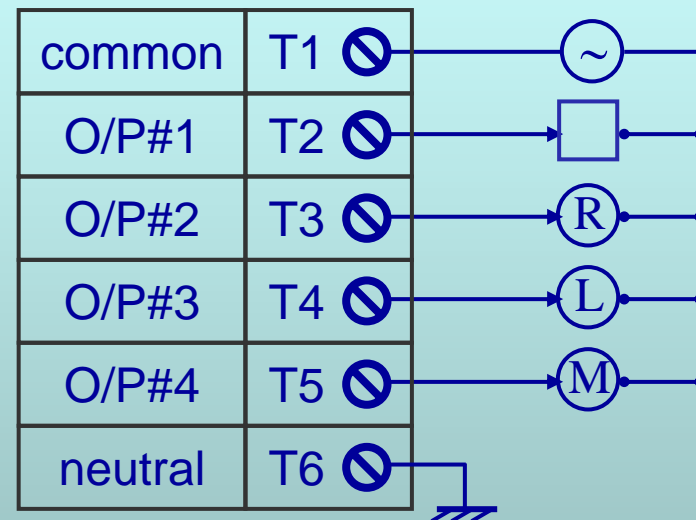 common T1 ~
O/P#1 T2
O/P#2 T3 R
O/P#3 T4 L
O/P#4 T5 M
neutral T6